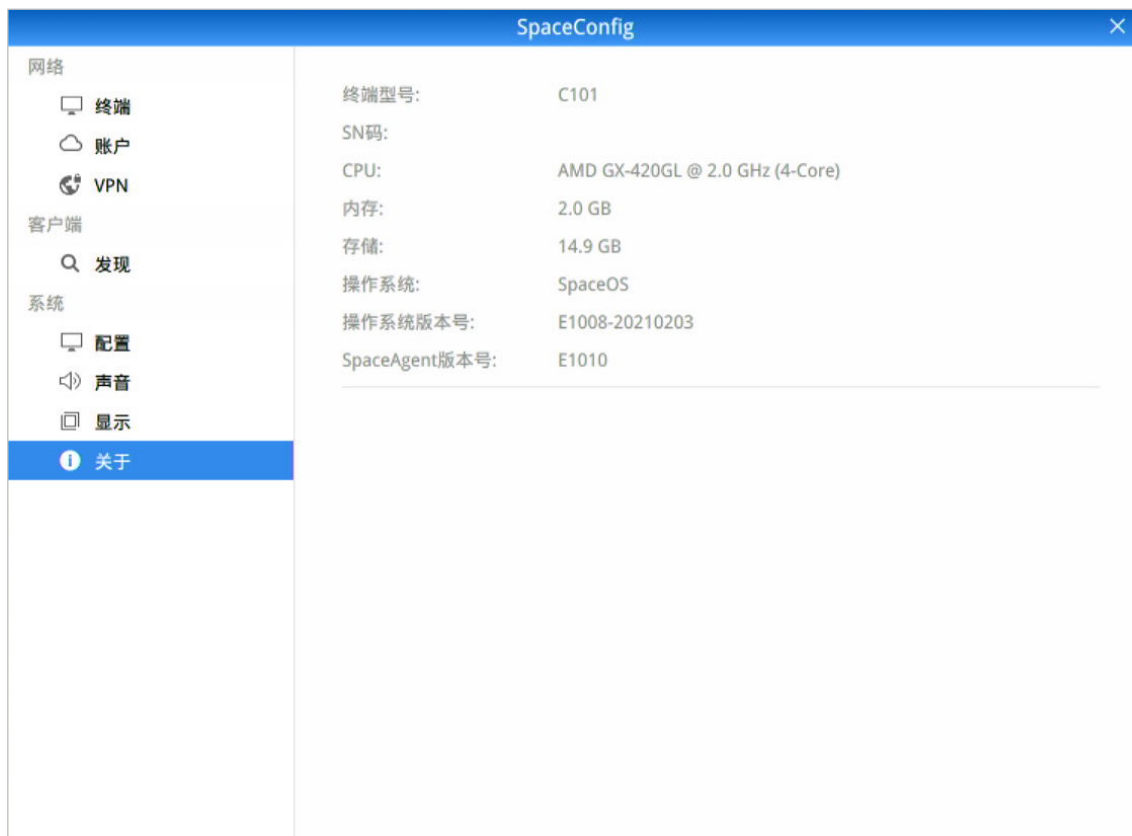 SpaceConfig
网络
终端
账户
VPN
客户端
发现
系统
配置
声音
显示
关于
终端型号: C101
SN码:
CPU: AMD GX-420GL @ 2.0 GHz (4-Core)
内存: 2.0 GB
存储: 14.9 GB
操作系统: SpaceOS
操作系统版本号: E1008-20210203
SpaceAgent版本号: E1010